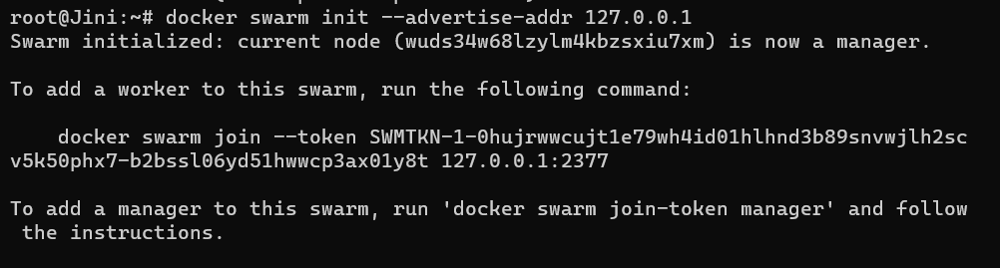 root@Jini:~# docker swarm init --advertise-addr 127.0.0.1
Swarm initialized: current node (wuds34w68lzylm4kbzsxiu7xm) is now a manager.
To add a worker to this swarm, run the following command:
docker swarm join --token SWMTKN-1-0hujrwwcujt1e79wh4id01hlhnd3b89snvwjlh2sc
v5k50phx7-b2bssl06yd51hwwcp3ax01y8t 127.0.0.1:2377
To add a manager to this swarm, run 'docker swarm join-token manager' and follow
the instructions.